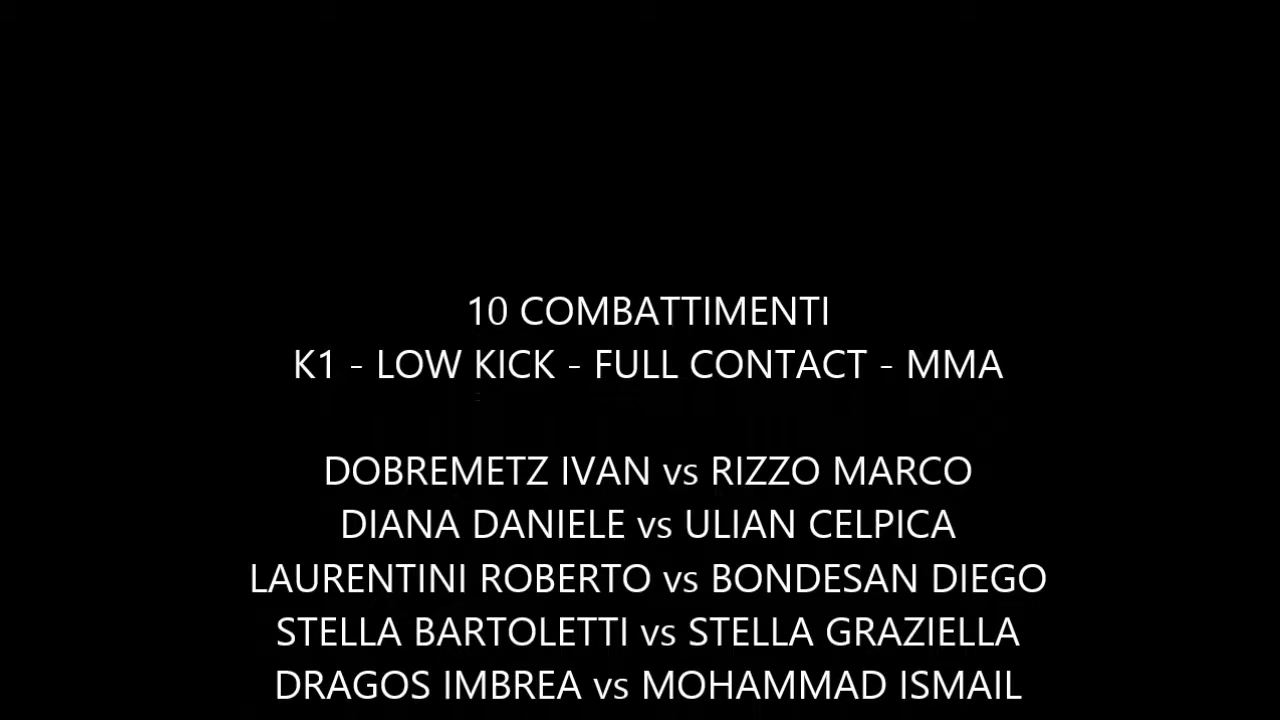 10 COMBATTIMENTI
K1 - LOW KICK - FULL CONTACT - MMA
DOBREMETZ IVAN vs RIZZO MARCO
DIANA DANIELE vs ULIAN CELPICA
LAURENTINI ROBERTO vs BONDESAN DIEGO
STELLA BARTOLETTI vs STELLA GRAZIELLA
DRAGOS IMBREA vs MOHAMMAD ISMAIL